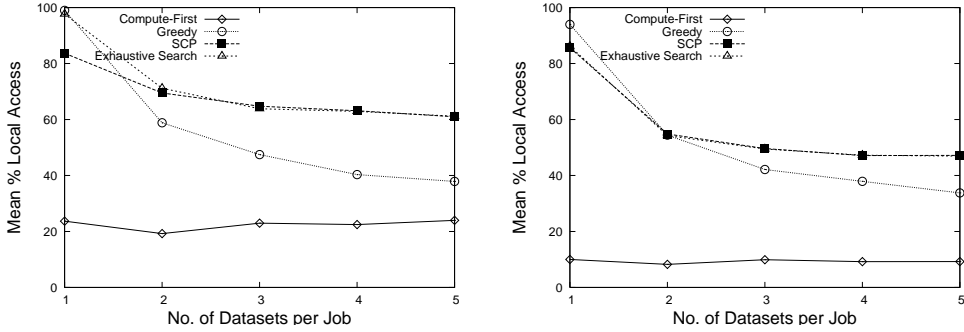 100
80
60
40
20
0
1 2 3 4 5
Mean % Local Access
No. of Datasets per Job
Compute-First
Greedy
SCP
Exhaustive Search
100
80
60
40
20
0
1 2 3 4 5
Mean % Local Access
No. of Datasets per Job
Compute-First
Greedy
SCP
Exhaustive Search